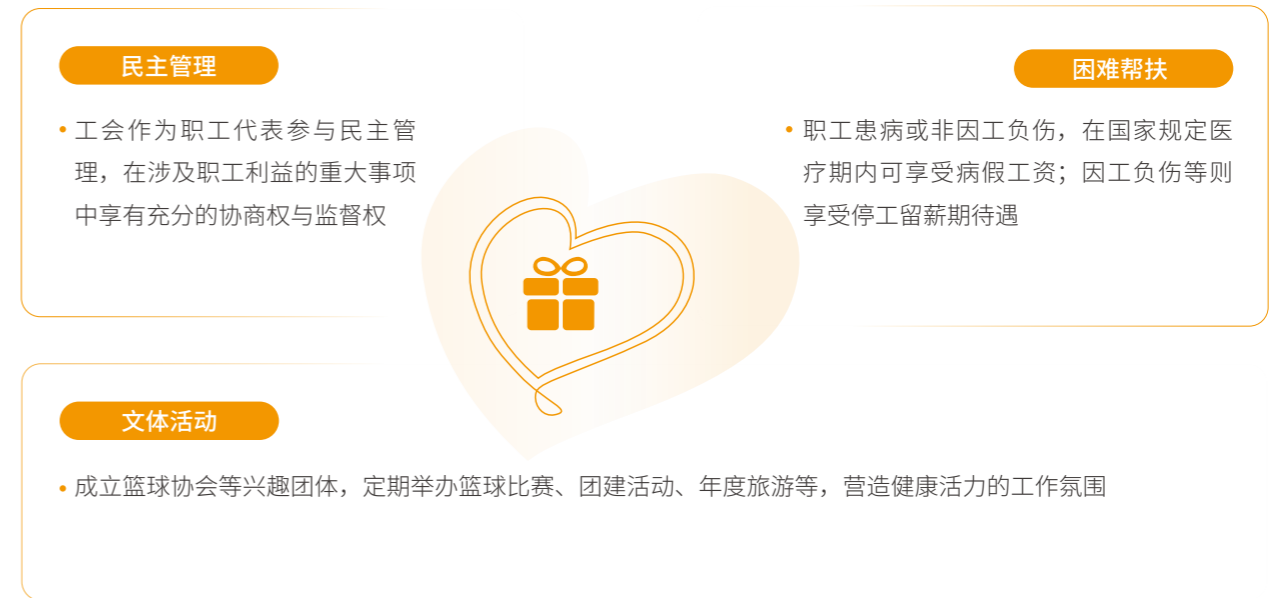 民主管理
• 工会作为职工代表参与民主管
理，在涉及职工利益的重大事项
中享有充分的协商权与监督权
困难帮扶
• 职工患病或非因工负伤，在国家规定医
疗期内可享受病假工资；因工负伤等则
享受停工留薪期待遇
文体活动
• 成立篮球协会等兴趣团体，定期举办篮球比赛、团建活动、年度旅游等，营造健康活力的工作氛围